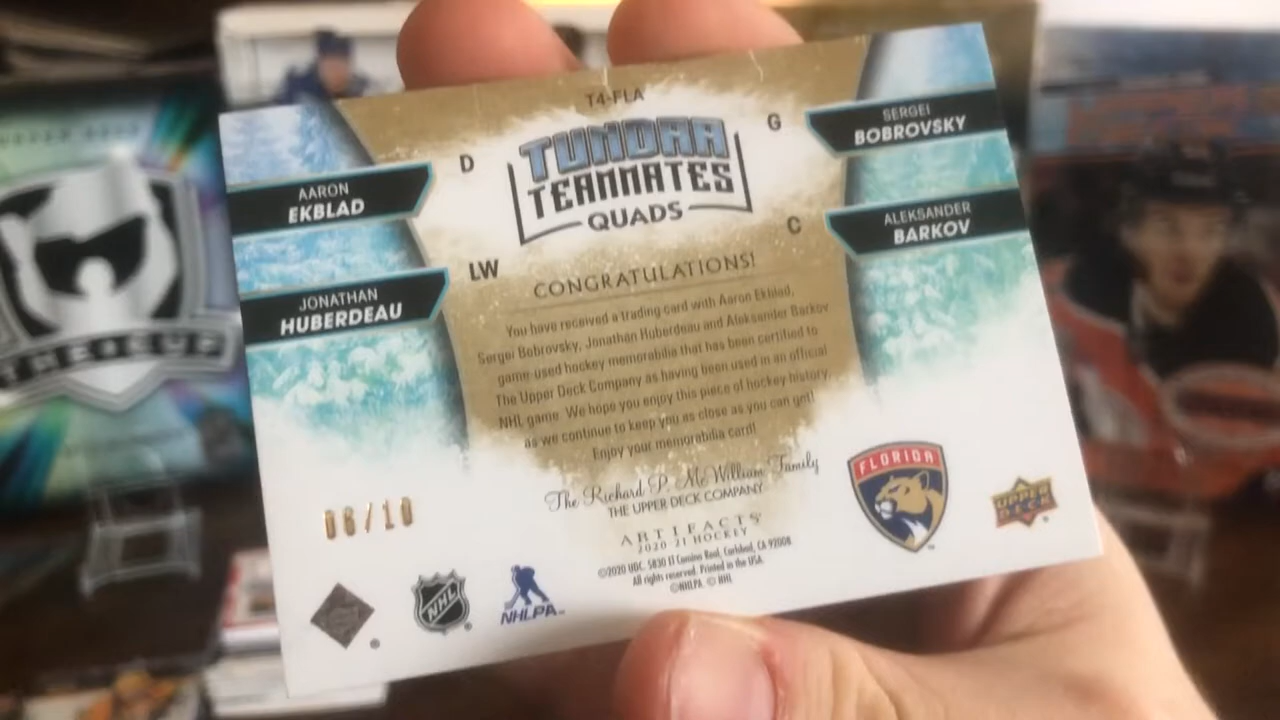 T4-FLA
TUNDRA
TEAMMATES
QUADS
D
AARON
EKBLAD
LW
JONATHAN
HUBERDEAU
G
SERGEI
BOBROVSKY
C
ALEKSANDER
BARKOV
CONGRATULATIONS!
You have received a trading card with Aaron Ekblad,
Sergei Bobrovsky, Jonathan Huberdeau and Aleksander Barkov
game-used hockey memorabilia that has been certified to
The Upper Deck Company as having been used in an official
NHL game. We hope you enjoy this piece of hockey history,
as we continue to keep you as close as you can get!
Enjoy your memorabilia card!
The Richard P. McWilliam Family
THE UPPER DECK COMPANY
ARTIFACTS
2020-21 HOCKEY
©2020 UDC. 5830 El Camino Real, Carlsbad, CA 92008
All rights reserved. Printed in the USA.
©NHLPA. © NHL
06/10
NHL
NHLPA
FLORIDA
UPPER
DECK
THE CUP